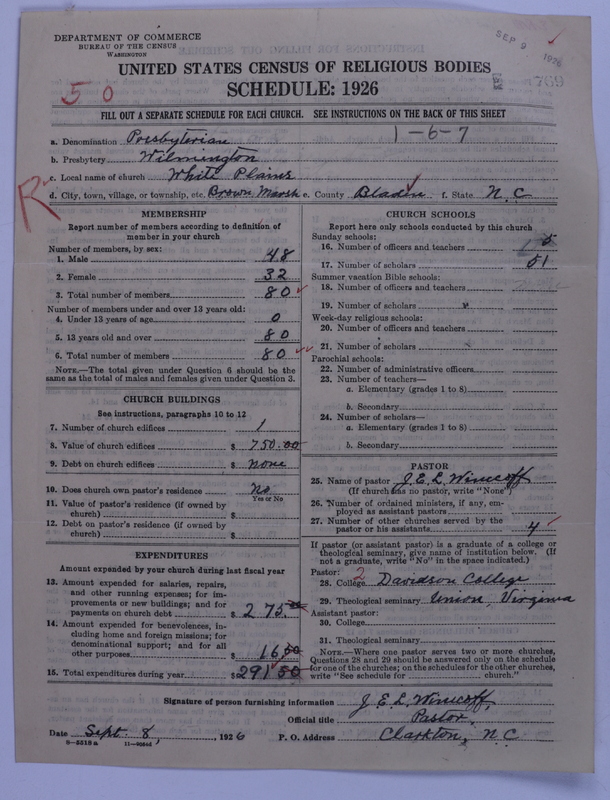 DEPARTMENT OF COMMERCE
BUREAU OF THE CENSUS
WASHINGTON
SEP 9 1926
769
UNITED STATES CENSUS OF RELIGIOUS BODIES
SCHEDULE: 1926
50
FILL OUT A SEPARATE SCHEDULE FOR EACH CHURCH. SEE INSTRUCTIONS ON THE BACK OF THIS SHEET
1-6-7
a. Denomination Presbyterian
b. Presbytery Wilmington
c. Local name of church White Plains
d. City, town, village, or township, etc. Brown Marsh e. County Bladen f. State N.C
R
MEMBERSHIP
Report number of members according to definition of
member in your church
Number of members, by sex:
1. Male 48
2. Female 32
3. Total number of members 80
Number of members under and over 13 years old:
4. Under 13 years of age 0
5. 13 years old and over 80
6. Total number of members 80
NOTE.—The total given under Question 6 should be
same as the total of males and females given under Question 3.
CHURCH BUILDINGS
See instructions, paragraphs 10 to 12
7. Number of church edifices 1
8. Value of church edifices $ 750.00
9. Debt on church edifices $ none
10. Does church own pastor's residence No
Yes or No
11. Value of pastor's residence (if owned by
church) $
12. Debt on pastor's residence (if owned by
church) $
EXPENDITURES
Amount expended by your church during last fiscal year
13. Amount expended for salaries, repairs,
and other running expenses; for im-
provements or new buildings; and for
payments on church debt $ 275.
14. Amount expended for benevolences, in-
cluding home and foreign missions; for
denominational support; and for all
other purposes $ 16.50
15. Total expenditures during year $ 291 50
CHURCH SCHOOLS
Report here only schools conducted by this church
Sunday schools:
16. Number of officers and teachers 5
17. Number of scholars 51
Summer vacation Bible schools:
18. Number of officers and teachers
19. Number of scholars
Week-day religious schools:
20. Number of officers and teachers
21. Number of scholars
Parochial schools:
22. Number of administrative officers
23. Number of teachers—
a. Elementary (grades 1 to 8)
b. Secondary
24. Number of scholars—
a. Elementary (grades 1 to 8)
b. Secondary
PASTOR
25. Name of pastor J.E.L. Winecoff
(If church has no pastor, write "None")
26. Number of ordained ministers, if any, em-
ployed as assistant pastors
27. Number of other churches served by the
pastor or his assistants 4
If pastor (or assistant pastor) is a graduate of a college or
theological seminary, give name of institution below. (If
not a graduate, write "No" in the space indicated.)
Pastor: 2
28. College Davidson College
29. Theological seminary Union, Virginia
Assistant pastor:
30. College
31. Theological seminary
NOTE.—Where one pastor serves two or more churches,
Questions 28 and 29 should be answered only on the schedule
for one of the churches; on the schedules for the other churches,
write "See schedule for church."
Signature of person furnishing information J.E.L. Winecoff
Official title Pastor
Date Sept. 8, 1926 P. O. Address Clarkton, N.C
8-5518a